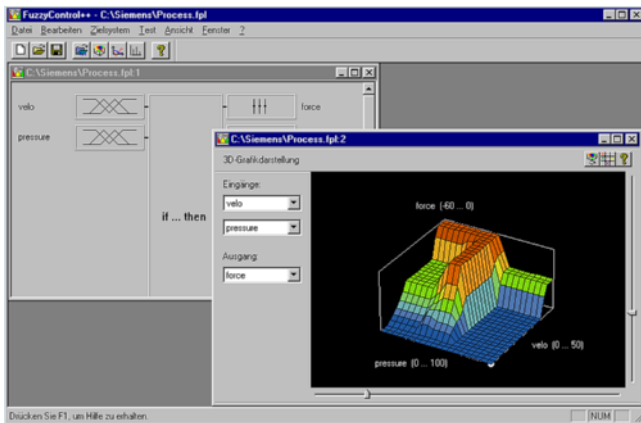 FuzzyControl++ - C:\Siemens\Process.fpl
Datei Bearbeiten Zielsystem Test Ansicht Fenster ?
C:\Siemens\Process.fpl:1
velo
force
pressure
if ... then
C:\Siemens\Process.fpl:2
3D-Grafikdarstellung
Eingänge:
velo
pressure
Ausgang:
force
force (-60 ... 0)
velo (0 ... 50)
pressure (0 ... 100)
Drücken Sie F1, um Hilfe zu erhalten.
NUM